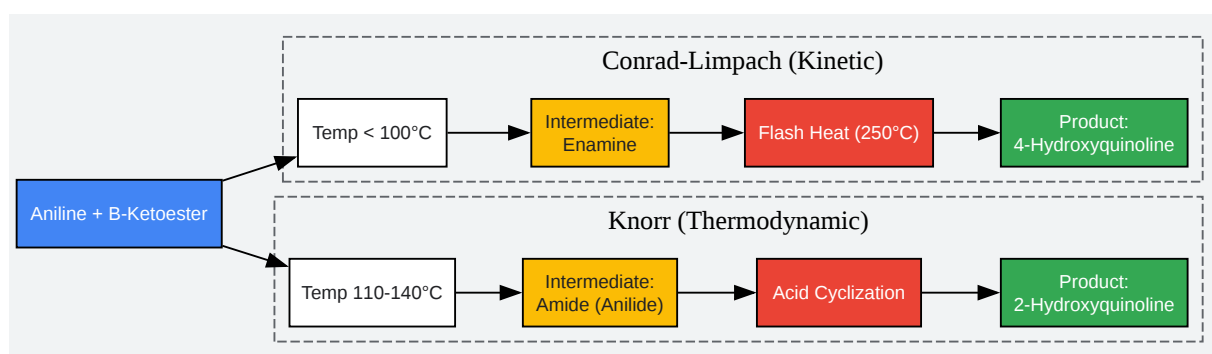 Conrad-Limpach (Kinetic)
Temp < 100°C
Intermediate:
Enamine
Flash Heat (250°C)
Product:
4-Hydroxyquinoline
Aniline + B-Ketoester
Knorr (Thermodynamic)
Temp 110-140°C
Intermediate:
Amide (Anilide)
Acid Cyclization
Product:
2-Hydroxyquinoline